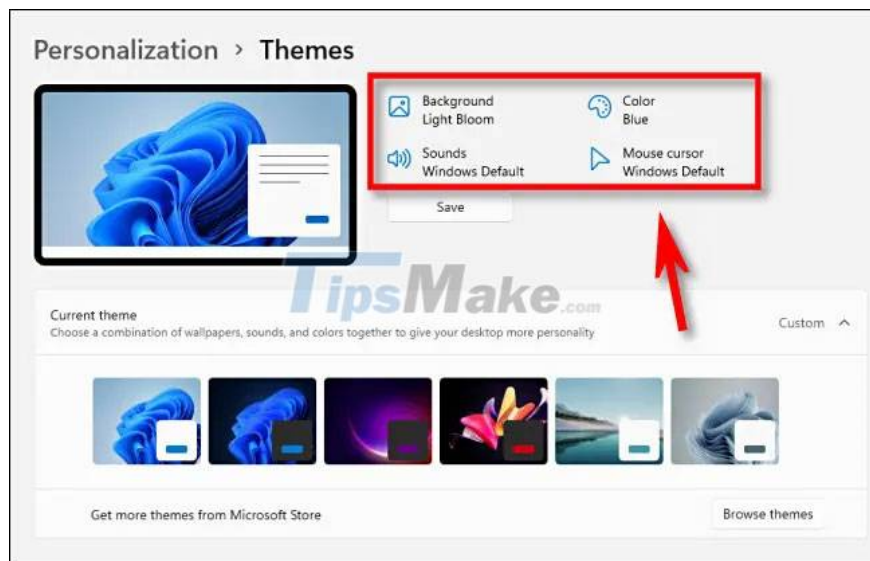 Personalization > Themes
Background
Light Bloom
Color
Blue
Sounds
Windows Default
Mouse cursor
Windows Default
Save
TipsMake.com
Current theme
Choose a combination of wallpapers, sounds, and colors together to give your desktop more personality
Custom
Get more themes from Microsoft Store
Browse themes